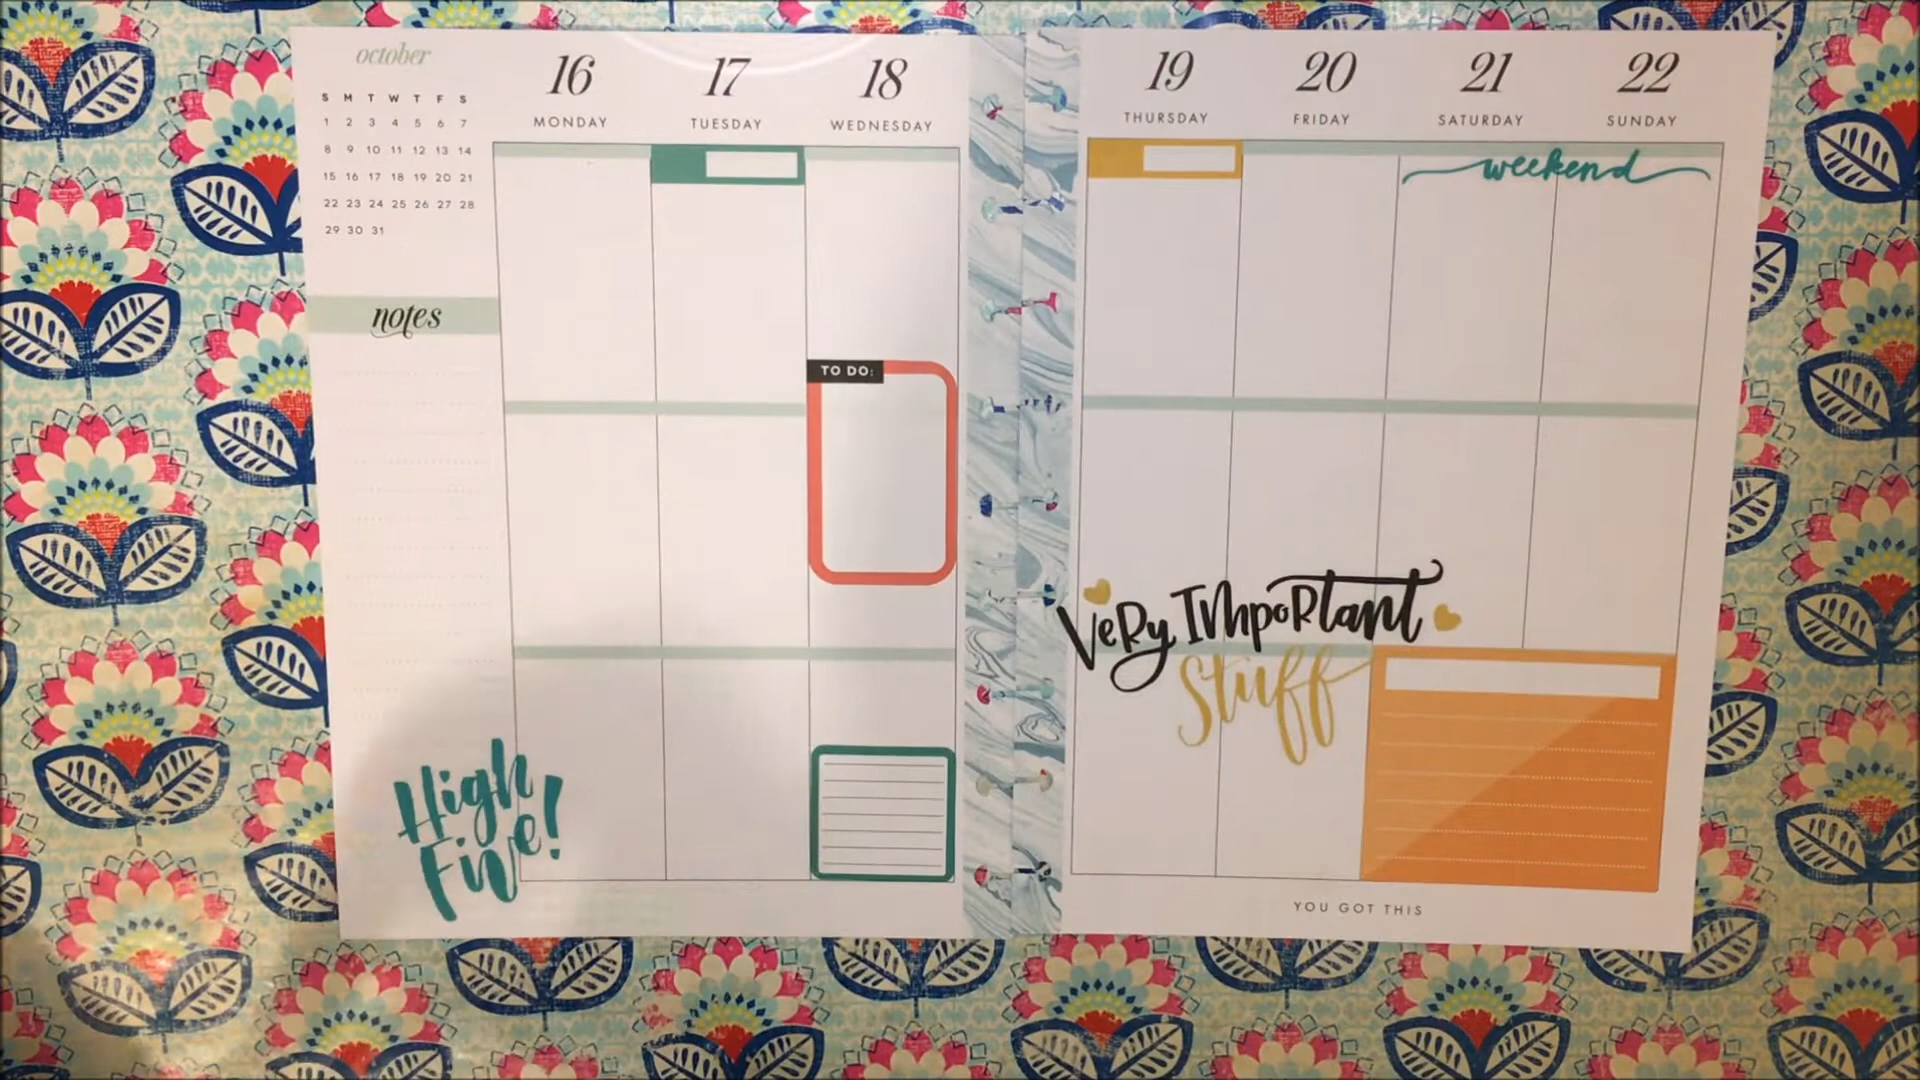 october
S M T W T F S
1 2 3 4 5 6 7
8 9 10 11 12 13 14
15 16 17 18 19 20 21
22 23 24 25 26 27 28
29 30 31
notes
16
MONDAY
17
TUESDAY
18
WEDNESDAY
TO DO:
High
Five!
19
THURSDAY
20
FRIDAY
21
SATURDAY
22
SUNDAY
weekend
VeRy ImpoRtant
Stuff
YOU GOT THIS